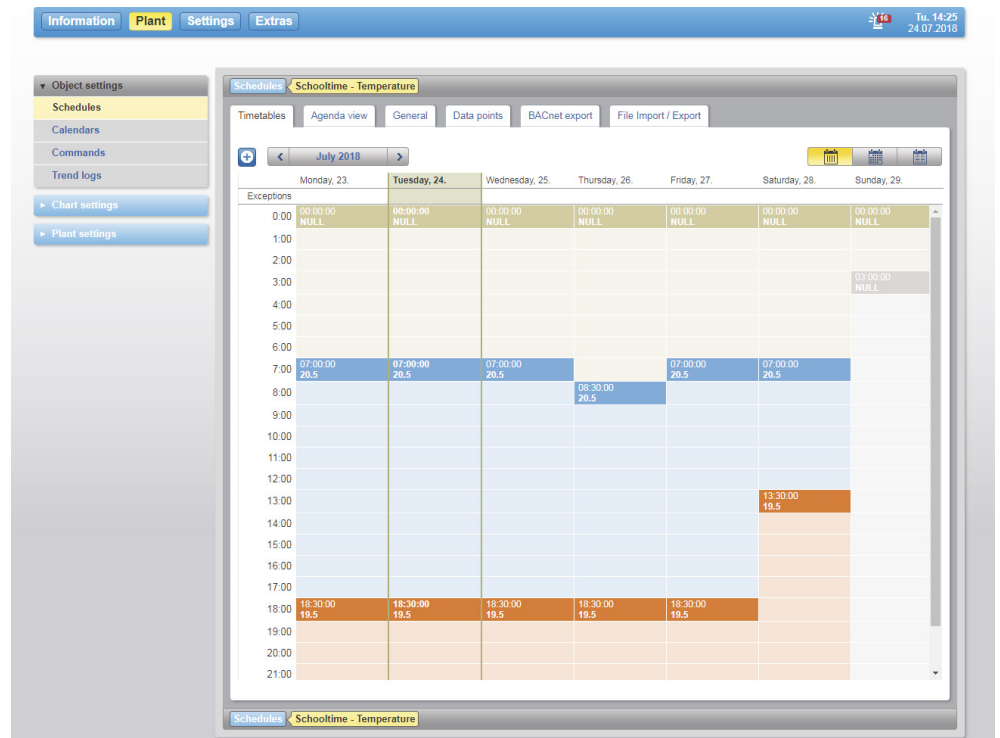 Information Plant Settings Extras
16
Tu. 14:25
24.07.2018
Object settings
Schedules
Calendars
Commands
Trend logs
Chart settings
Plant settings
Schedules Schooltime - Temperature
Timetables Agenda view General Data points BACnet export File Import / Export
July 2018
Monday, 23. Tuesday, 24. Wednesday, 25. Thursday, 26. Friday, 27. Saturday, 28. Sunday, 29.
Exceptions
0:00 00:00:00 00:00:00 00:00:00 00:00:00 00:00:00 00:00:00 00:00:00
NULL NULL NULL NULL NULL NULL NULL
1:00
2:00
3:00 03:00:00
NULL
4:00
5:00
6:00
7:00 07:00:00 07:00:00 07:00:00 07:00:00 07:00:00
20.5 20.5 20.5 20.5 20.5
8:00 08:30:00
20.5
9:00
10:00
11:00
12:00
13:00 13:30:00
19.5
14:00
15:00
16:00
17:00
18:00 18:30:00 18:30:00 18:30:00 18:30:00 18:30:00
19.5 19.5 19.5 19.5 19.5
19:00
20:00
21:00
Schedules Schooltime - Temperature